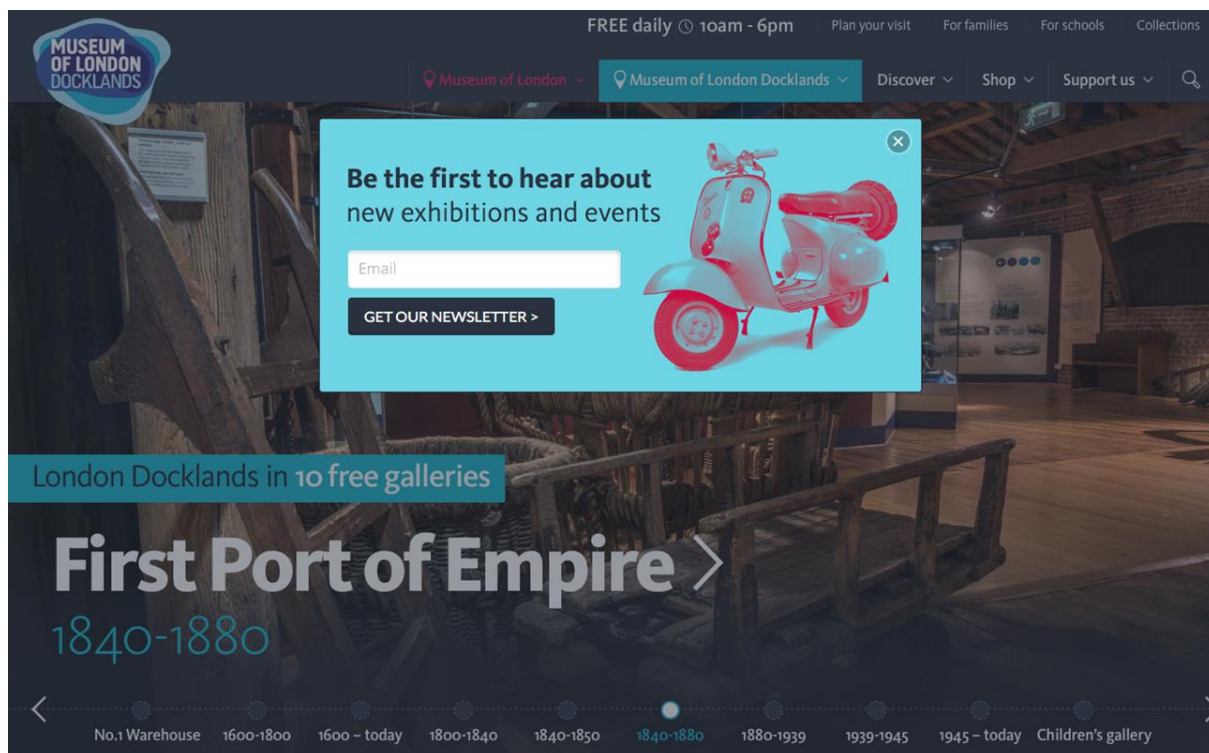 FREE daily 10am - 6pm
Plan your visit
For families
For schools
Collections
MUSEUM
OF LONDON
DOCKLANDS
Museum of London
Museum of London Docklands
Discover
Shop
Support us
Be the first to hear about
new exhibitions and events
Email
GET OUR NEWSLETTER >
London Docklands in 10 free galleries
First Port of Empire
1840-1880
No.1 Warehouse
1600-1800
1600 – today
1800-1840
1840-1850
1840-1880
1880-1939
1939-1945
1945 – today
Children's gallery